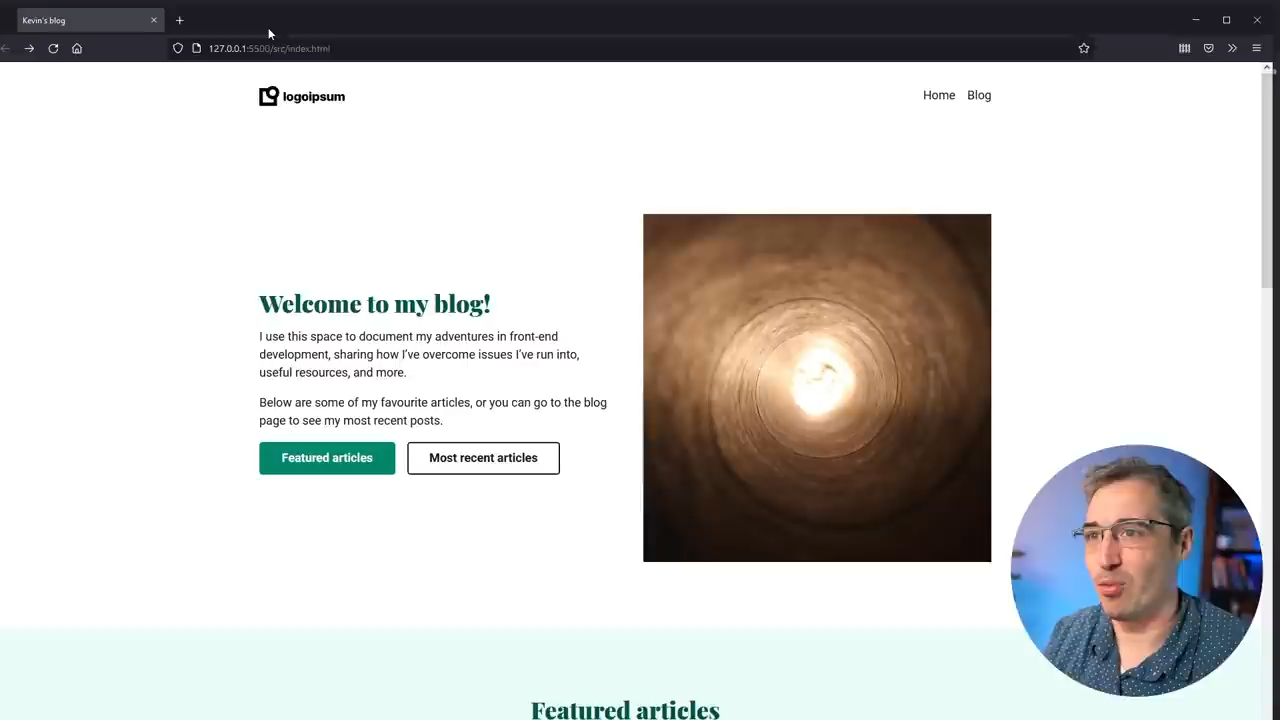 Kevin's blog
127.0.0.1:5500/src/index.html
logoipsum
Home Blog
Welcome to my blog!
I use this space to document my adventures in front-end
development, sharing how I've overcome issues I've run into,
useful resources, and more.
Below are some of my favourite articles, or you can go to the blog
page to see my most recent posts.
Featured articles Most recent articles
Featured articles